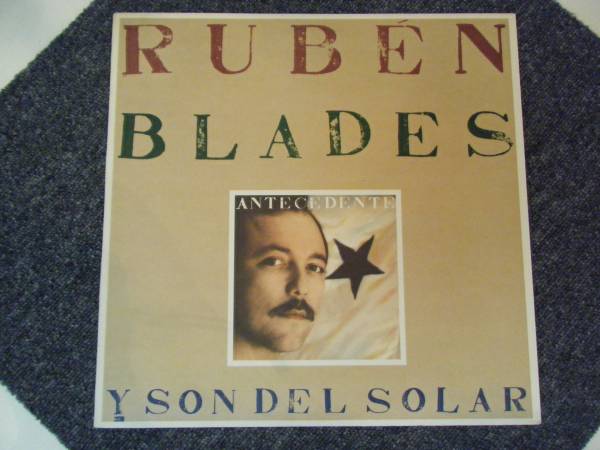 RUBÉN
BLADES
ANTECEDENTE
Y SON DEL SOLAR